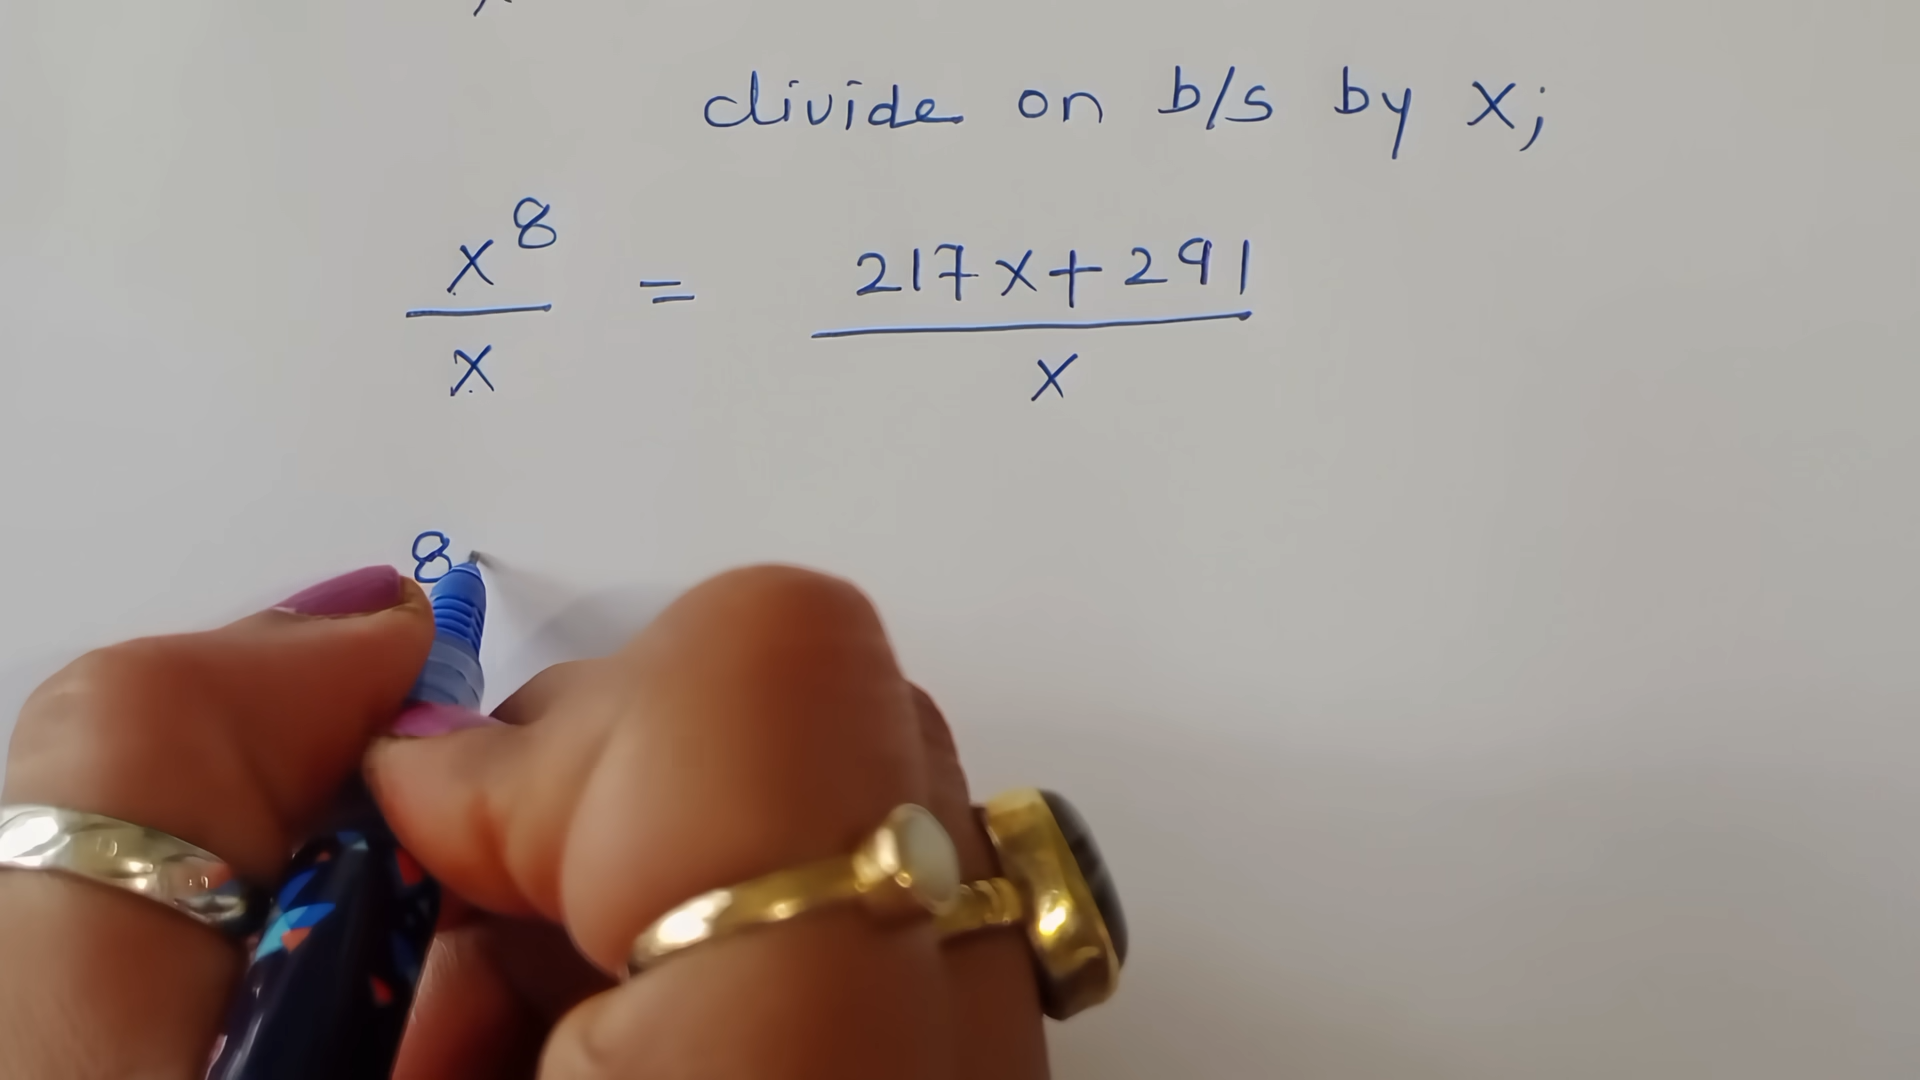 divide on b/s by x;
x^8 / x = 217x+291 / x
8